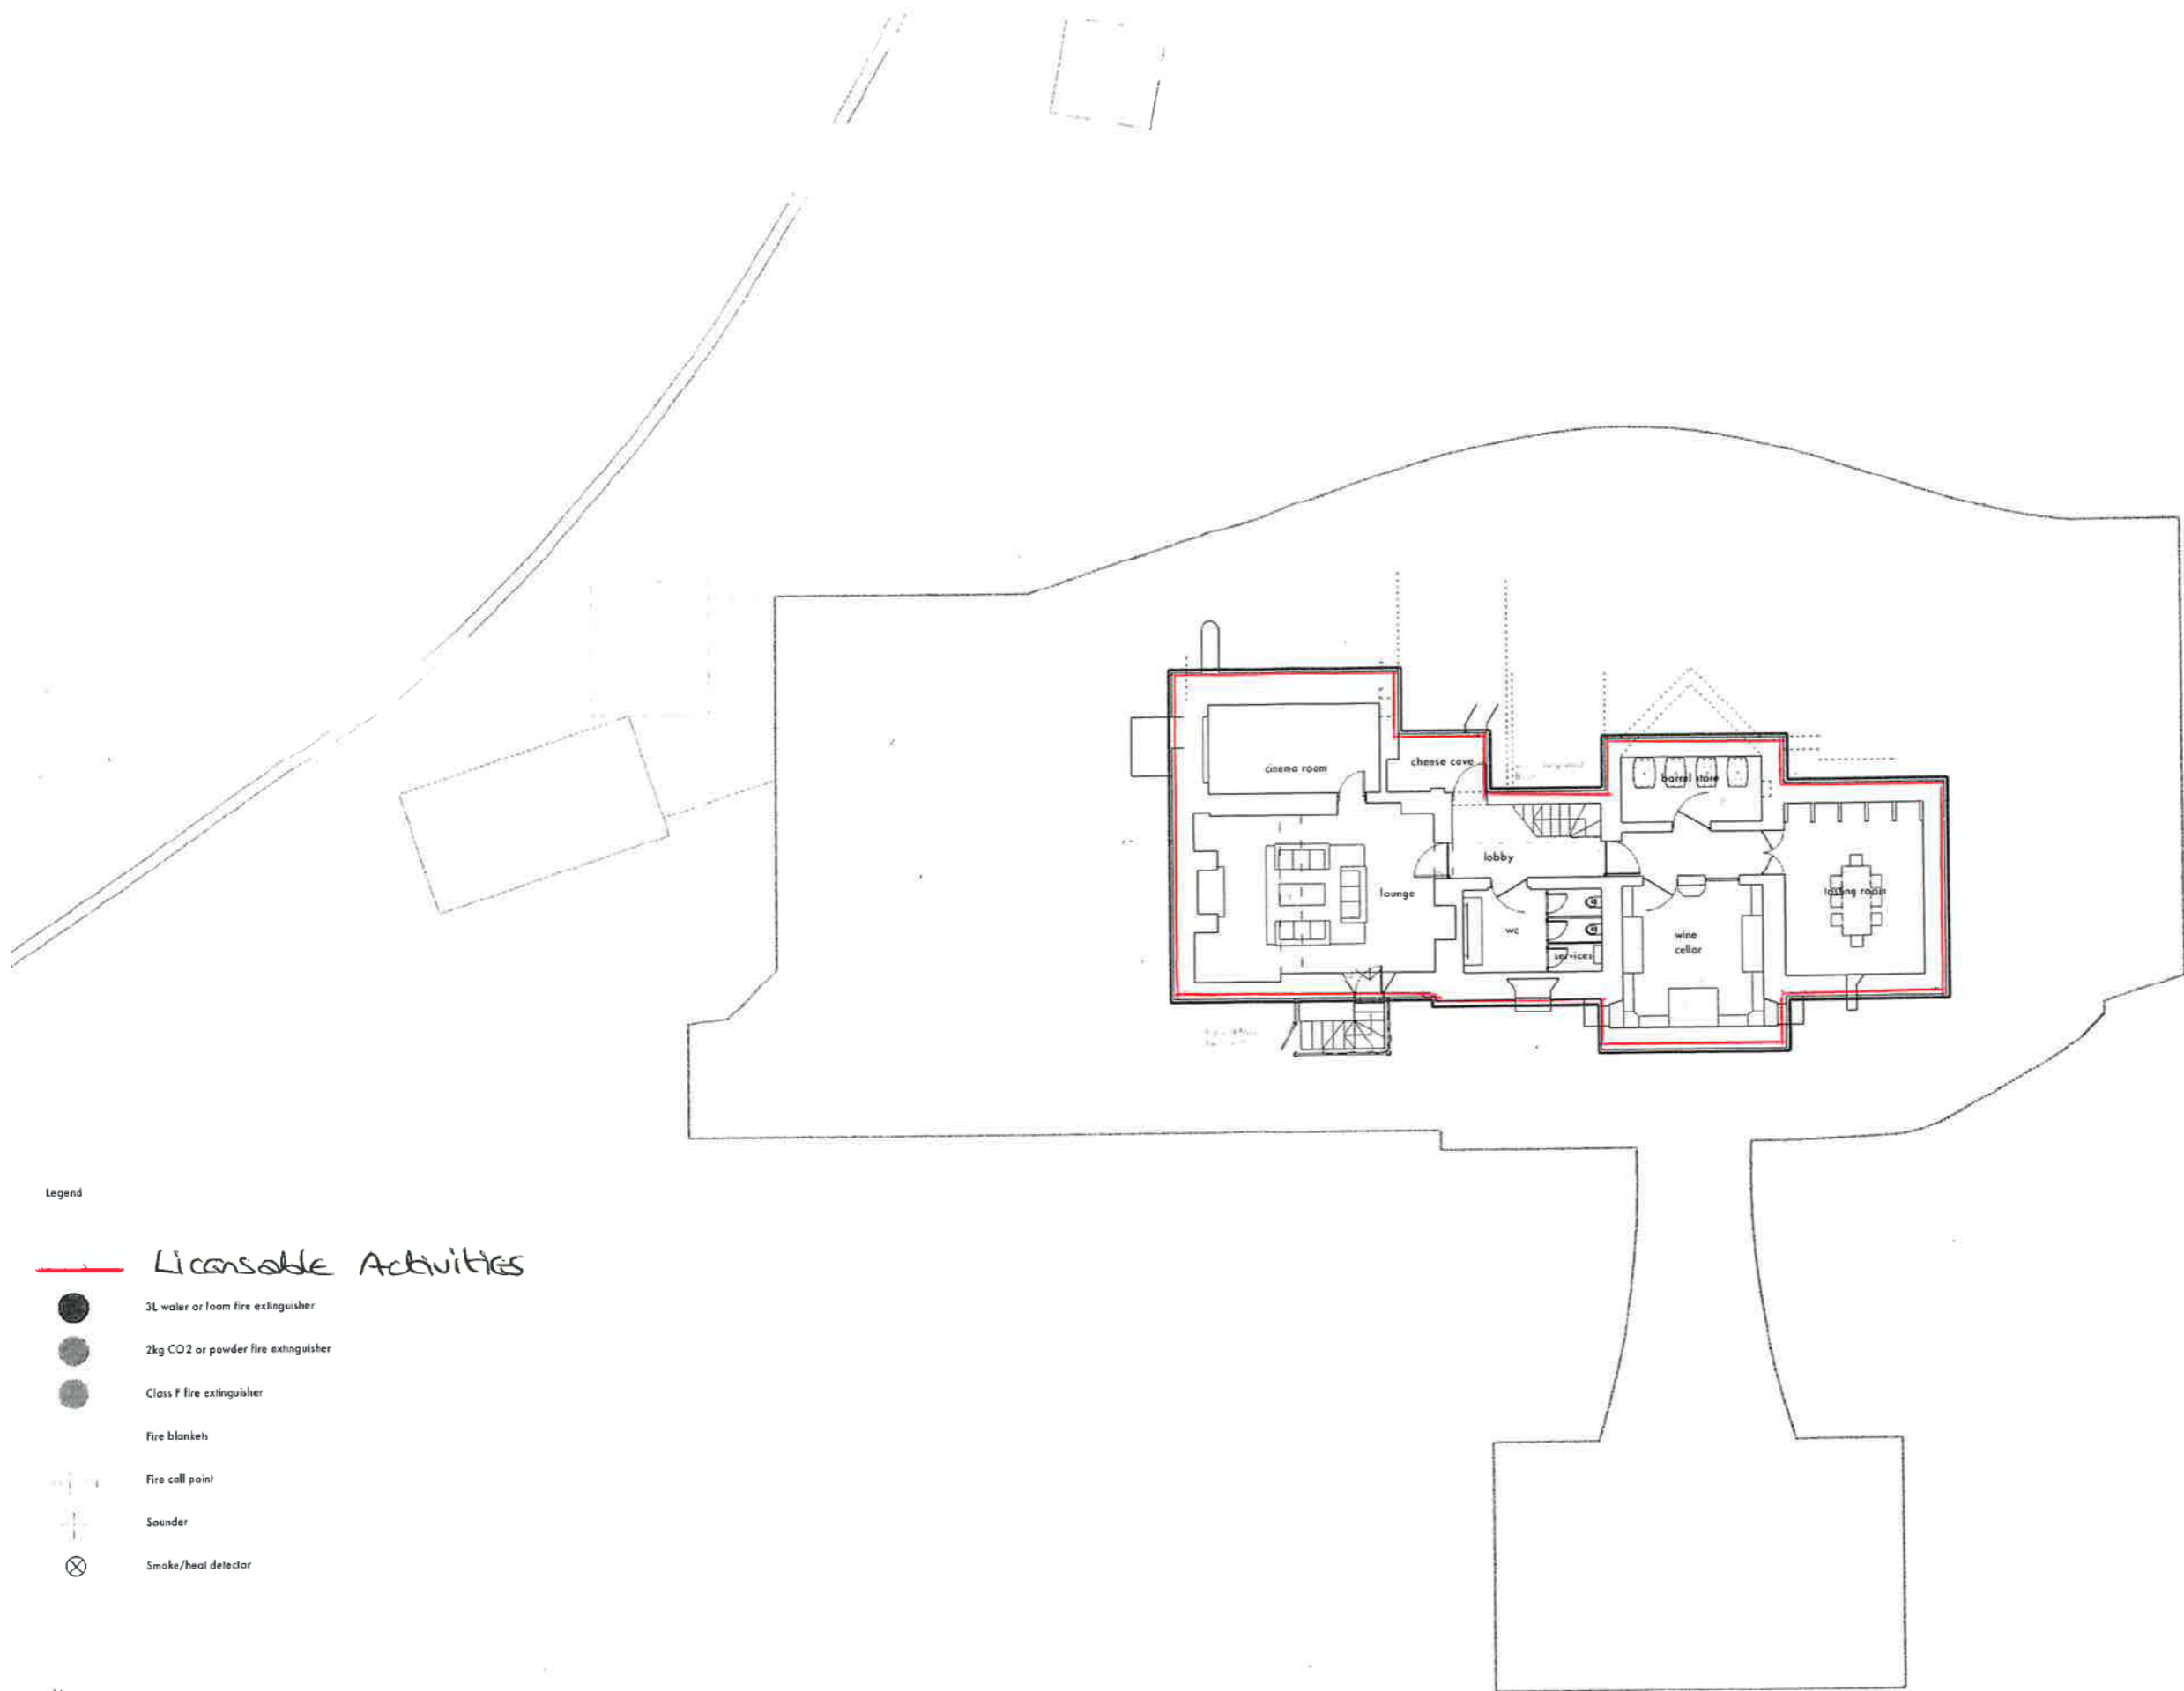 cinema room
cheese cave
barrel store
lobby
lounge
tasting room
wc
wine
cellar
services
Legend
Licensable Activities
3L water or foam fire extinguisher
2kg CO2 or powder fire extinguisher
Class F fire extinguisher
Fire blankets
Fire call point
Sounder
Smoke/heat detector